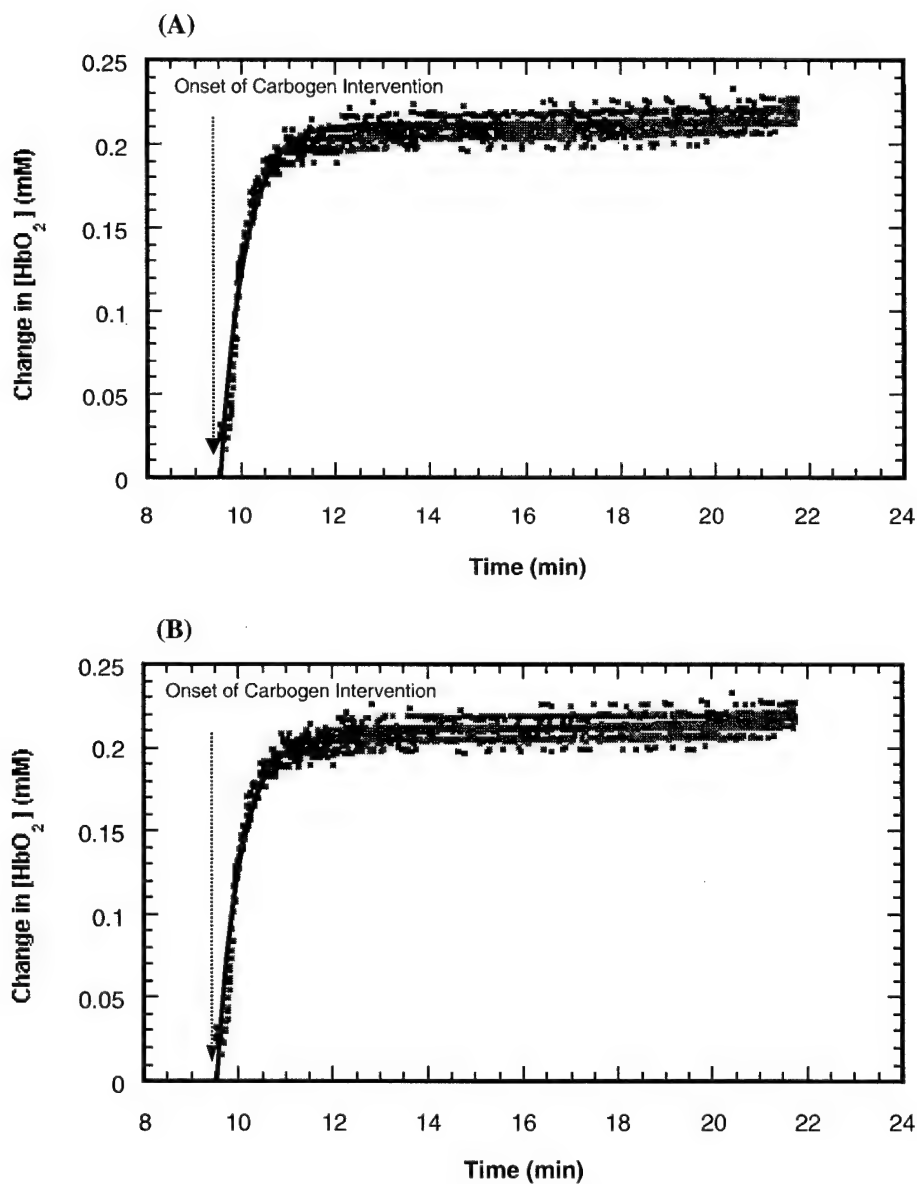 (A)
0.25
Onset of Carbogen Intervention
0.2
0.15
0.1
0.05
0
Change in [HbO2] (mM)
8 10 12 14 16 18 20 22 24
Time (min)
(B)
0.25
Onset of Carbogen Intervention
0.2
0.15
0.1
0.05
0
Change in [HbO2] (mM)
8 10 12 14 16 18 20 22 24
Time (min)